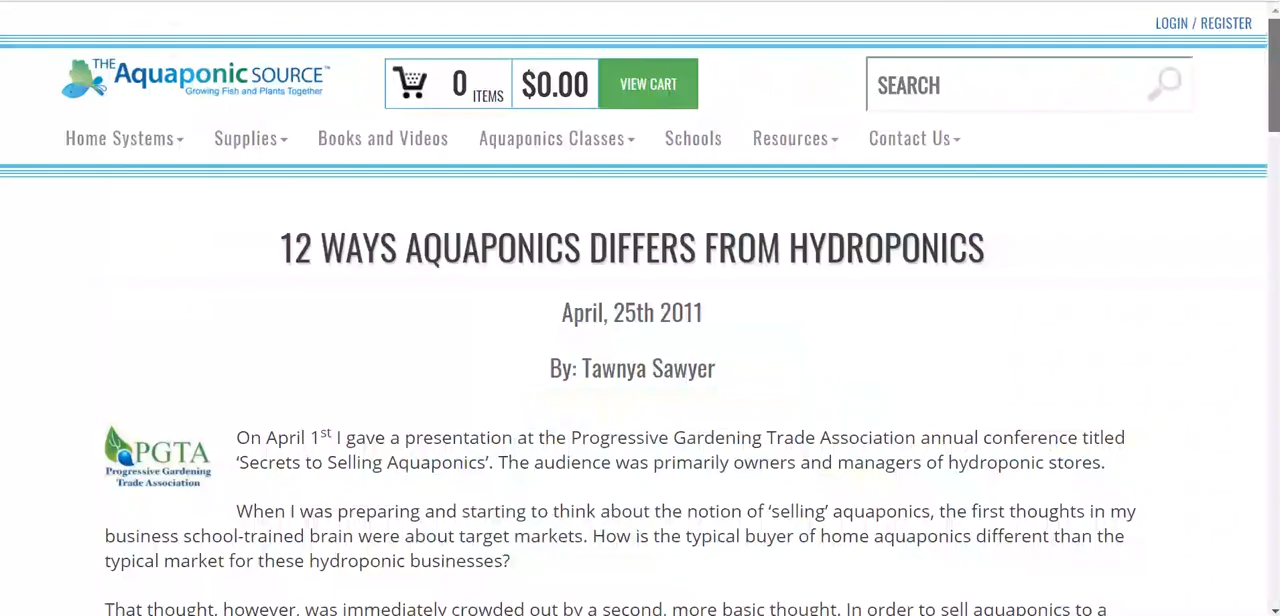 LOGIN / REGISTER
THE Aquaponic SOURCE™
Growing Fish and Plants Together
0 ITEMS $0.00 VIEW CART
SEARCH
Home Systems Supplies Books and Videos Aquaponics Classes Schools Resources Contact Us
12 WAYS AQUAPONICS DIFFERS FROM HYDROPONICS
April, 25th 2011
By: Tawnya Sawyer
PGTA
Progressive Gardening
Trade Association
On April 1st I gave a presentation at the Progressive Gardening Trade Association annual conference titled
‘Secrets to Selling Aquaponics’. The audience was primarily owners and managers of hydroponic stores.
When I was preparing and starting to think about the notion of ‘selling’ aquaponics, the first thoughts in my
business school-trained brain were about target markets. How is the typical buyer of home aquaponics different than the
typical market for these hydroponic businesses?
That thought, however, was immediately crowded out by a second, more basic thought. In order to sell aquaponics to a